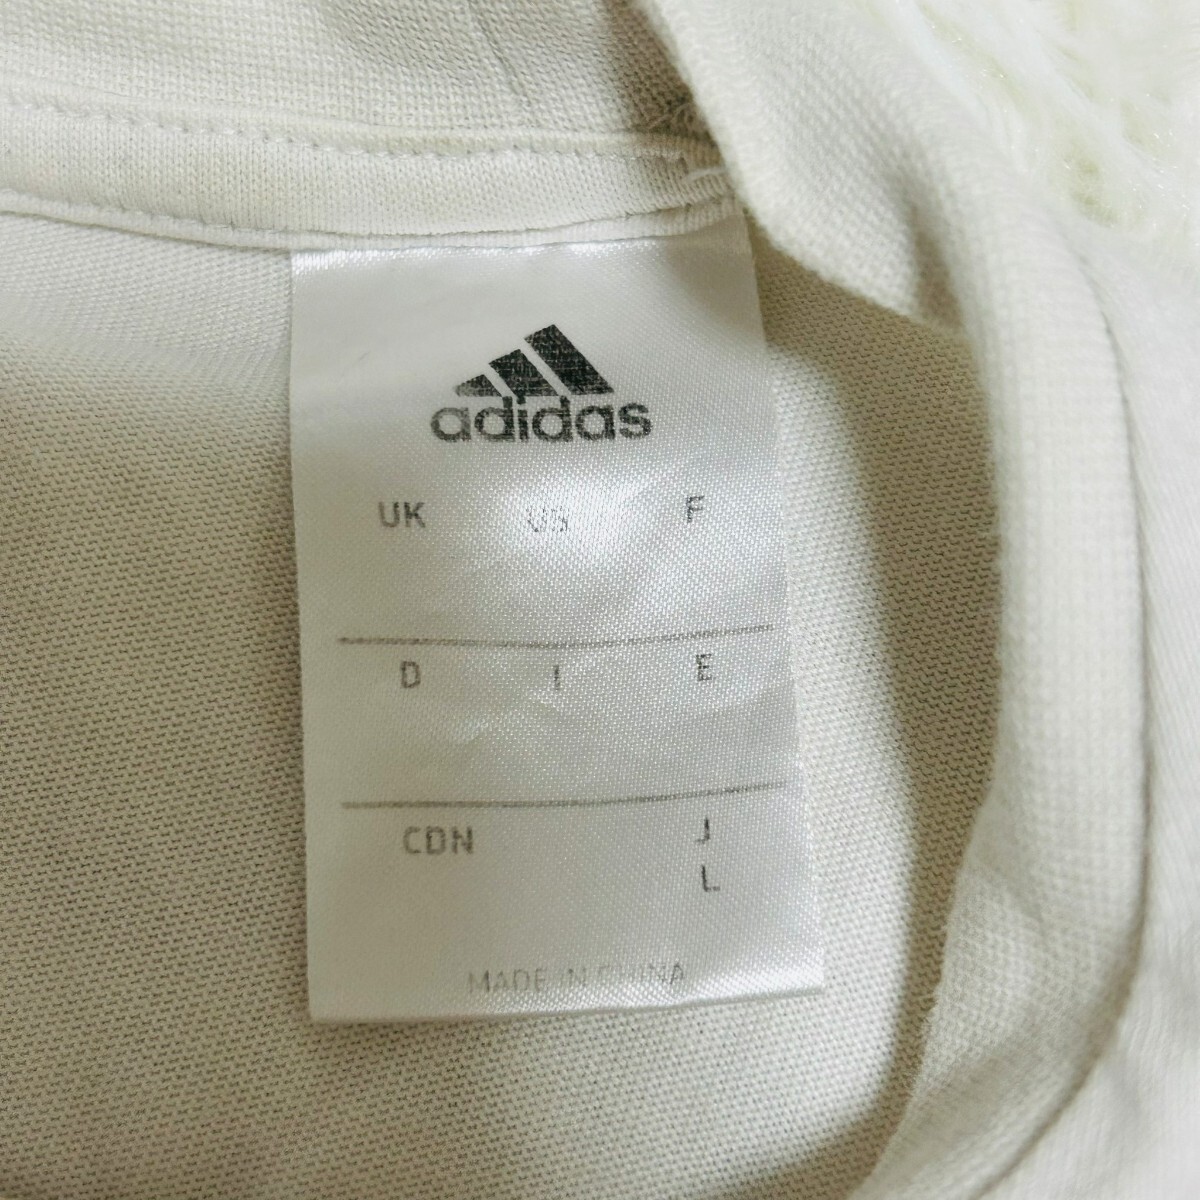 adidas
UK US F
D I E
CDN J
L
MADE IN CHINA